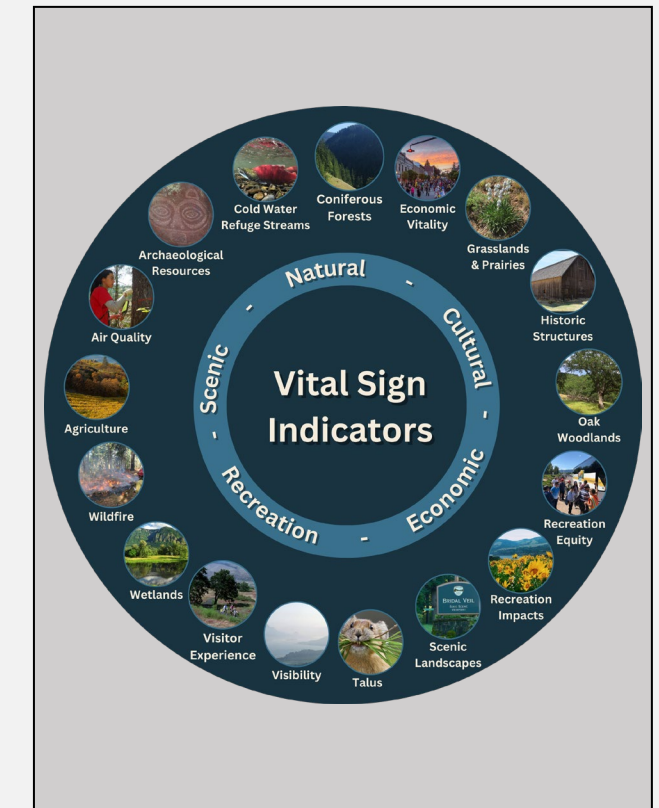 Vital Sign
Indicators
Natural - Cultural - Economic - Recreation - Scenic -
Coniferous
Forests
Economic
Vitality
Grasslands
& Prairies
Historic
Structures
Oak
Woodlands
Recreation
Equity
Recreation
Impacts
BRIDAL VEIL
Scenic
Landscapes
Talus
Visibility
Visitor
Experience
Wetlands
Wildfire
Agriculture
Air Quality
Archaeological
Resources
Cold Water
Refuge Streams